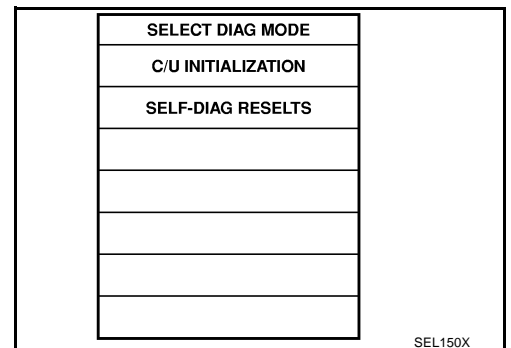 SELECT DIAG MODE
C/U INITIALIZATION
SELF-DIAG RESELTS
SEL150X